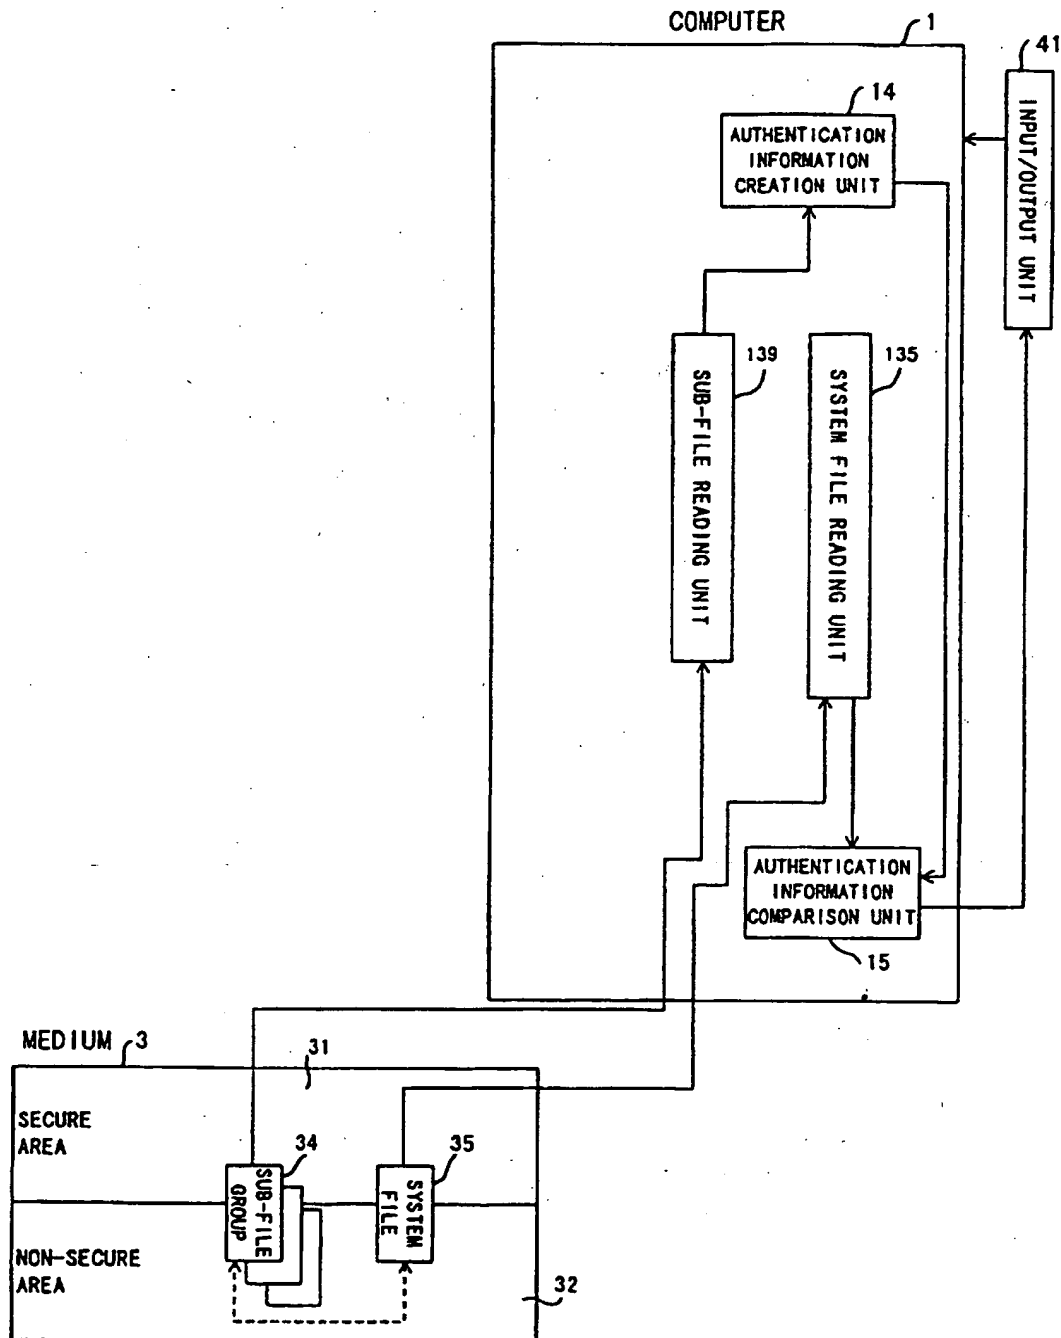 COMPUTER
1
41
14
AUTHENTICATION
INFORMATION
CREATION UNIT
INPUT/OUTPUT UNIT
139
135
SUB-FILE READING UNIT
SYSTEM FILE READING UNIT
AUTHENTICATION
INFORMATION
COMPARISON UNIT
15
MEDIUM
3
31
SECURE
AREA
34
35
SUB-FILE
GROUP
SYSTEM
FILE
NON-SECURE
AREA
32